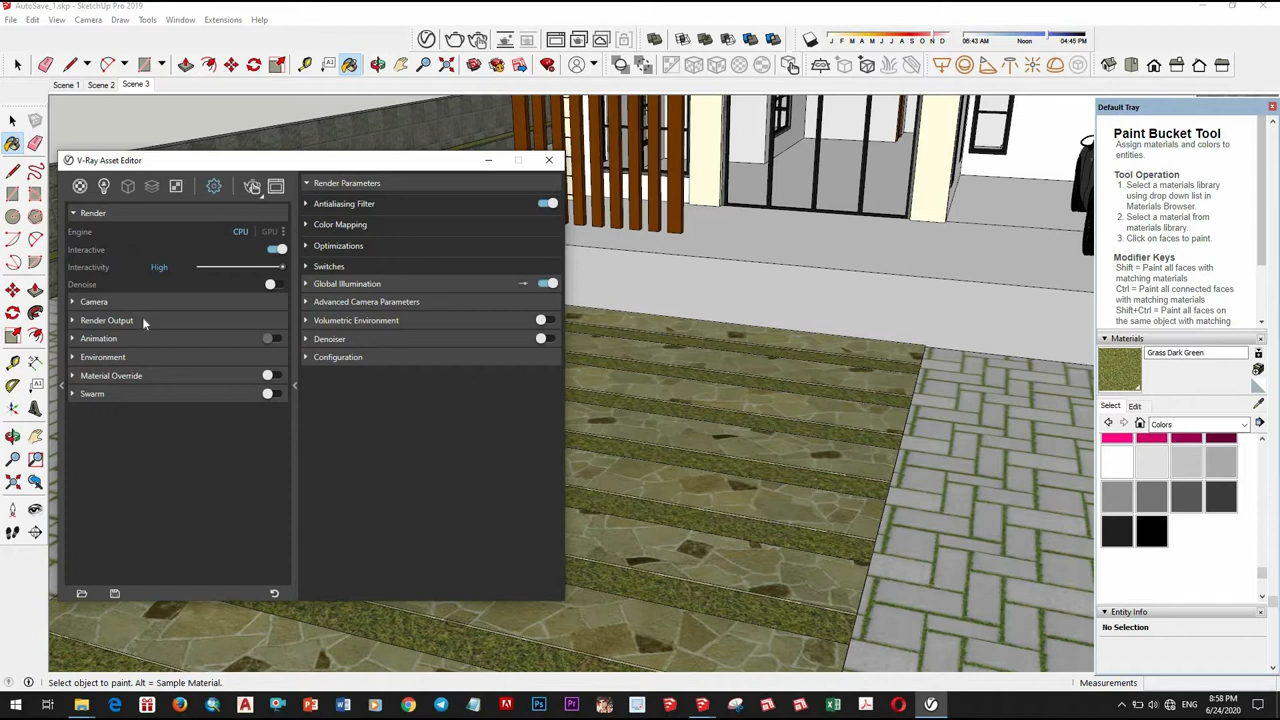 AutoSave_1.skp - SketchUp Pro 2019
File Edit View Camera Draw Tools Window Extensions Help
J F M A M J J A S O N D 06:43 AM Noon 04:45 PM
Scene 1 Scene 2 Scene 3
Default Tray
Paint Bucket Tool
Assign materials and colors to
entities.
Tool Operation
1. Select a materials library
using drop down list in
Materials Browser.
2. Select a material from
materials library.
3. Click on faces to paint.
Modifier Keys
Shift = Paint all faces with
matching materials
Ctrl = Paint all connected faces
with matching materials
Shift+Ctrl = Paint all faces on
the same object with matching
Materials
Grass Dark Green
Select Edit
Colors
Entity Info
No Selection
V-Ray Asset Editor
Render
Engine CPU GPU
Interactive
Interactivity High
Denoise
Camera
Render Output
Animation
Environment
Material Override
Swarm
Render Parameters
Antialiasing Filter
Color Mapping
Optimizations
Switches
Global Illumination
Advanced Camera Parameters
Volumetric Environment
Denoiser
Configuration
Select object to paint. Alt = Sample Material.
Measurements
ENG
8:58 PM
6/24/2020